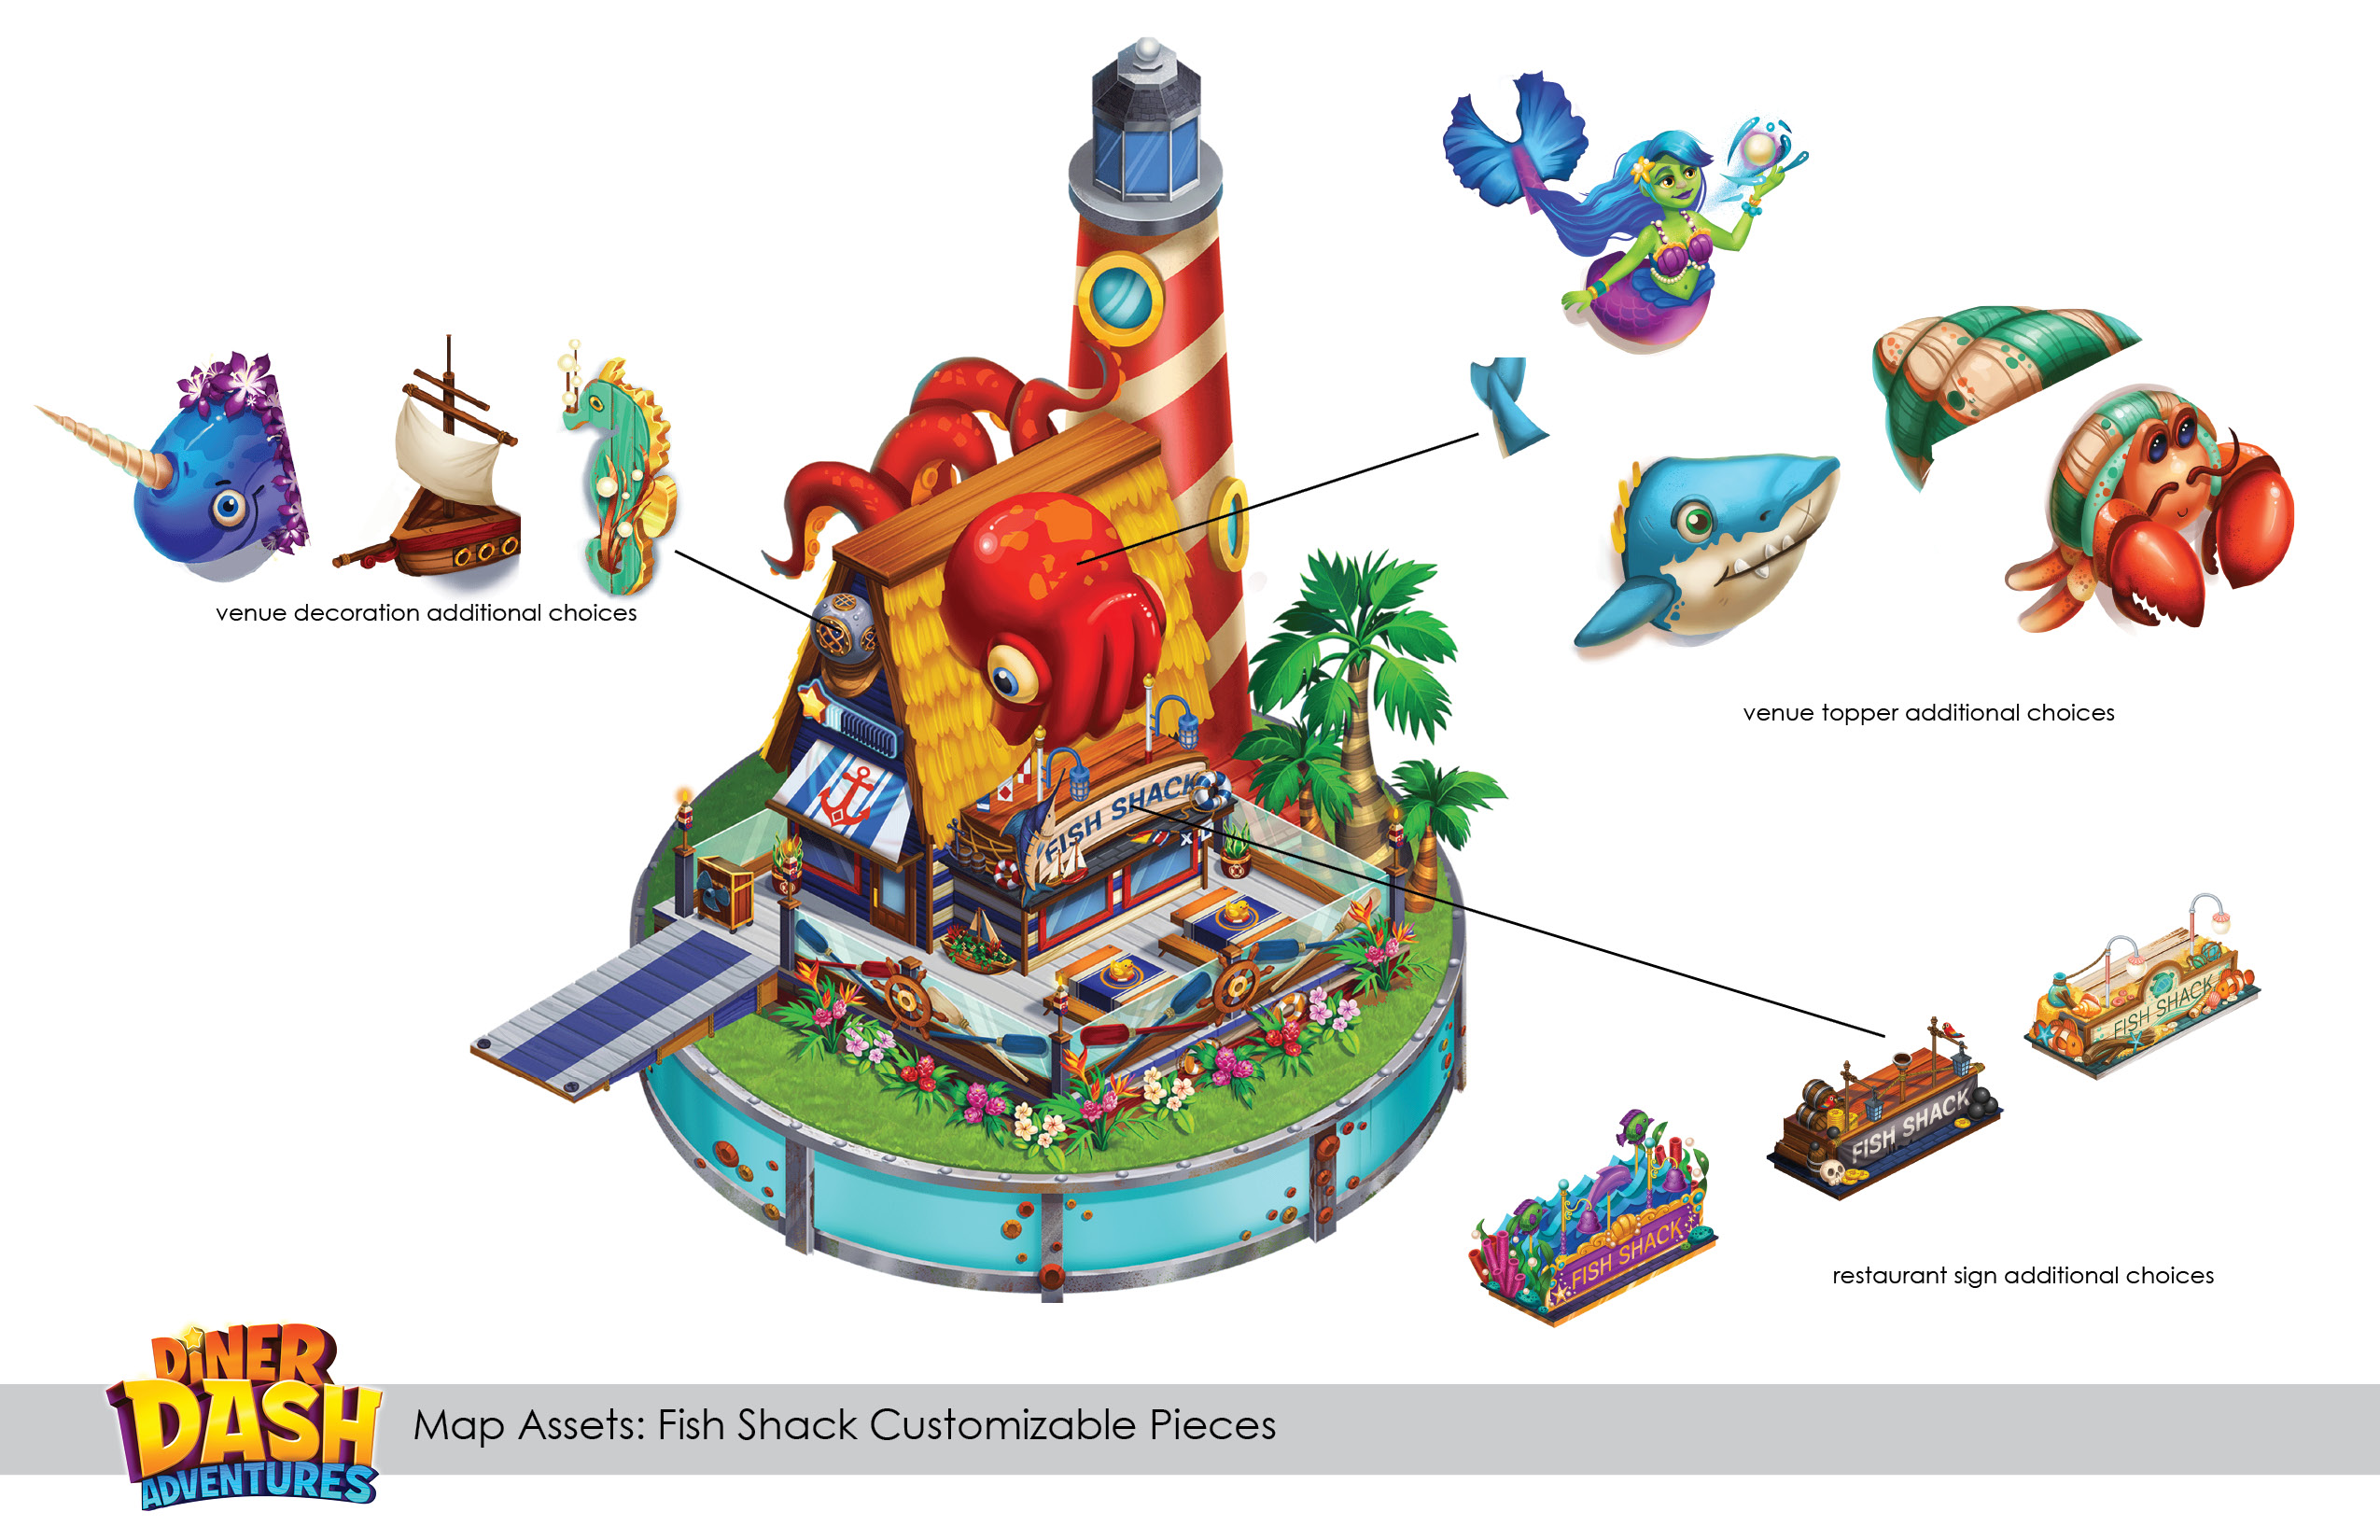 venue decoration additional choices
venue topper additional choices
FISH SHACK
FISH SHACK
FISH SHACK
FISH SHACK
restaurant sign additional choices
DINER
DASH
ADVENTURES
Map Assets: Fish Shack Customizable Pieces